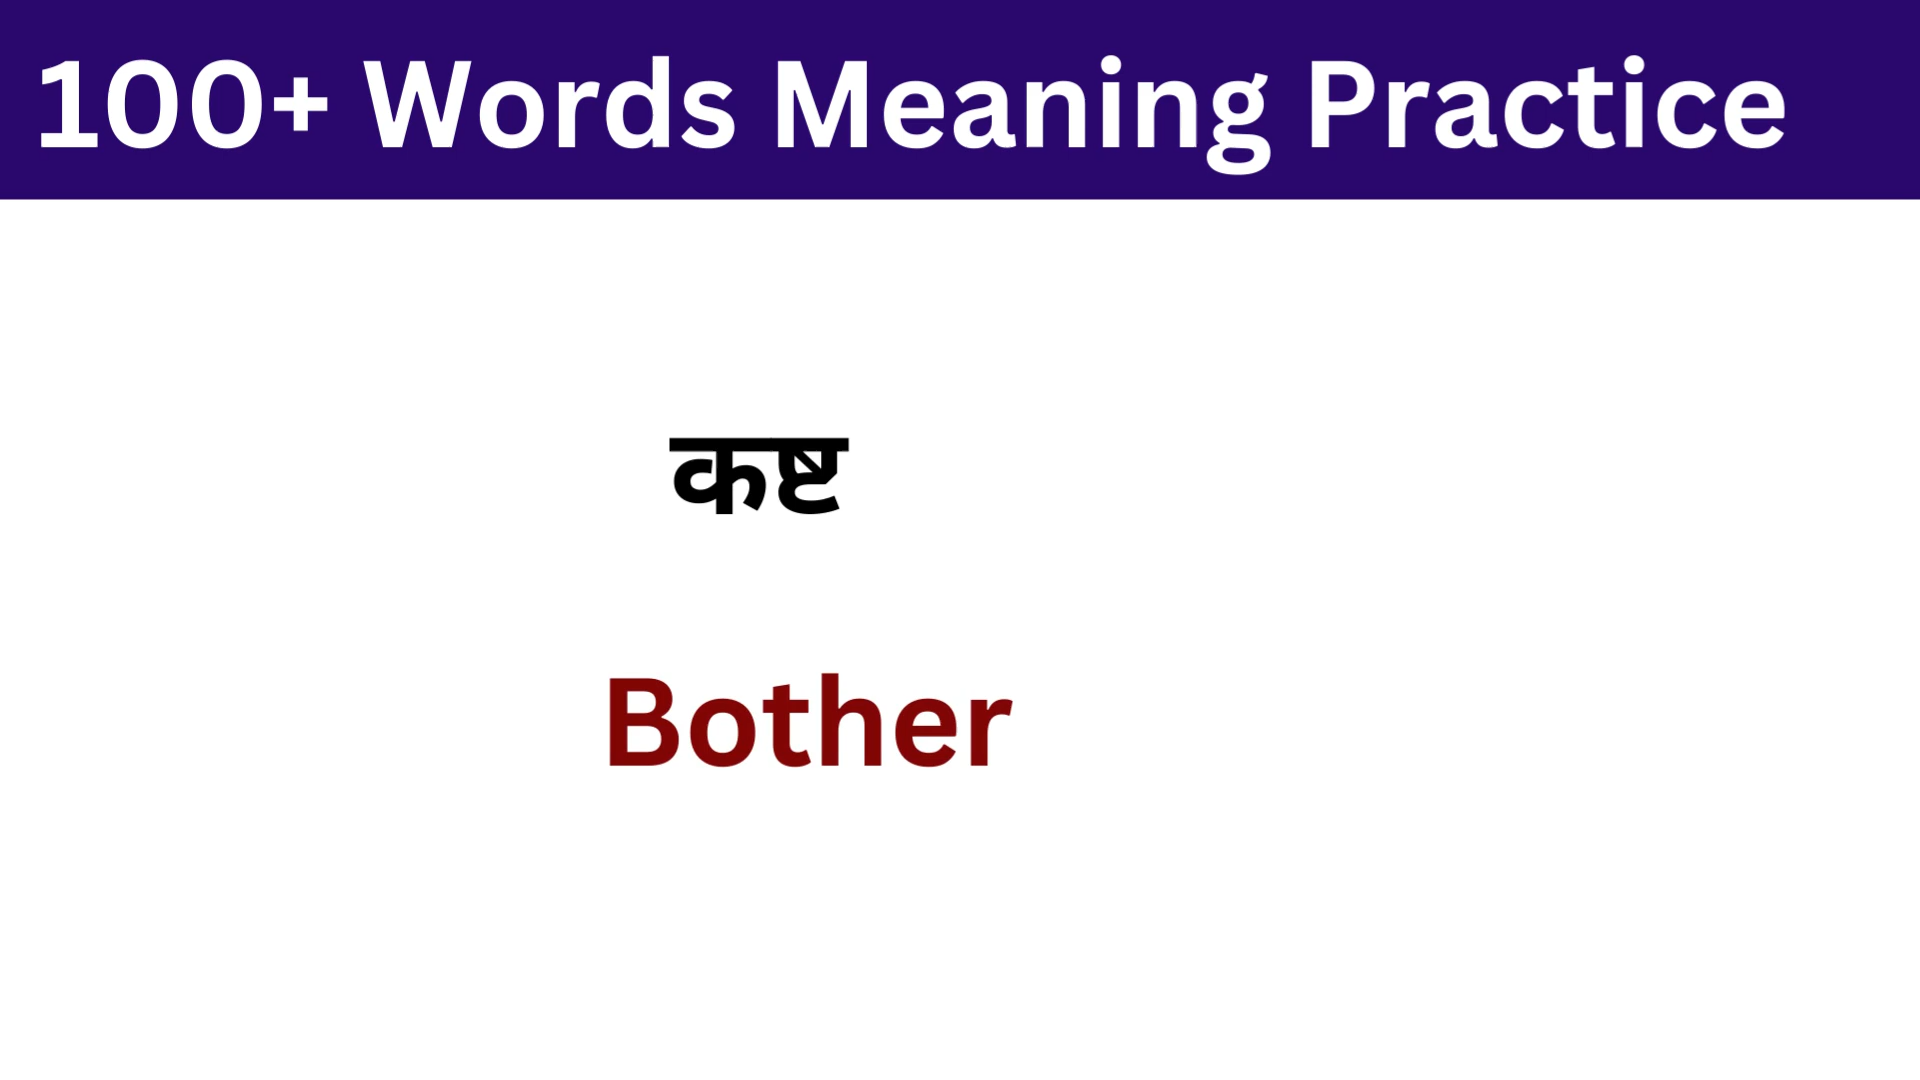 100+ Words Meaning Practice
कष्ट
Bother